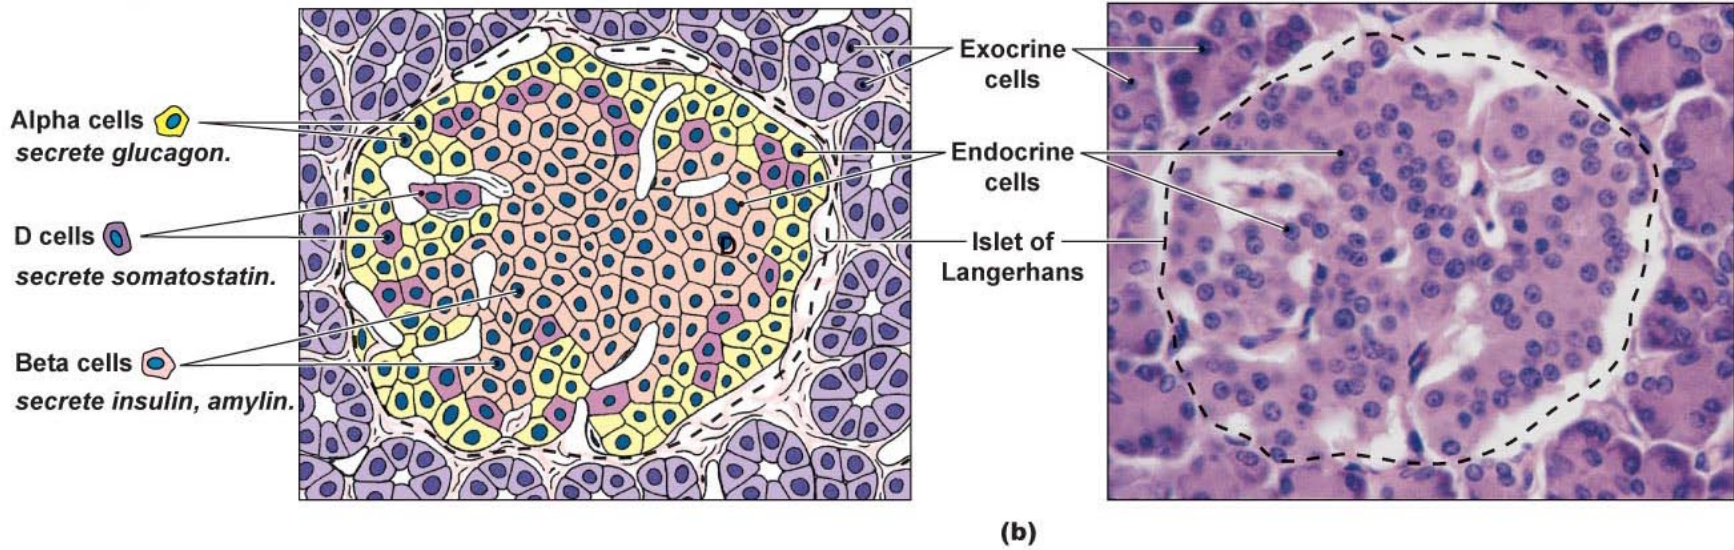 Alpha cells
secrete glucagon.
D cells
secrete somatostatin.
Beta cells
secrete insulin, amylin.
D
Exocrine
cells
Endocrine
cells
Islet of
Langerhans
(b)